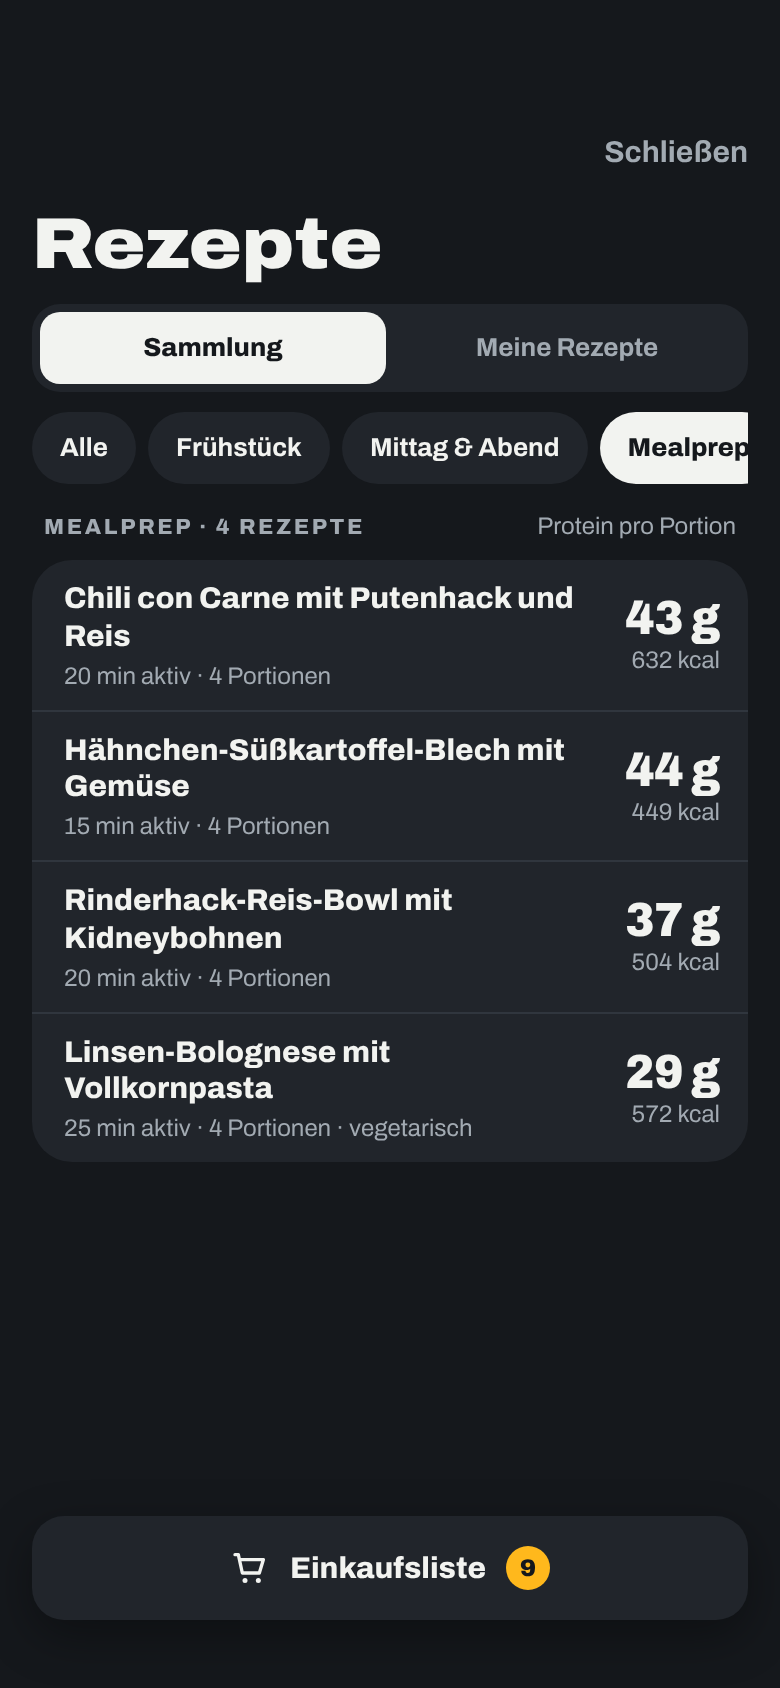 Schließen
Rezepte
Sammlung
Meine Rezepte
Alle
Frühstück
Mittag & Abend
Mealprep
MEALPREP · 4 REZEPTE
Protein pro Portion
Chili con Carne mit Putenhack und
Reis
20 min aktiv · 4 Portionen
43 g
632 kcal
Hähnchen-Süßkartoffel-Blech mit
Gemüse
15 min aktiv · 4 Portionen
44 g
449 kcal
Rinderhack-Reis-Bowl mit
Kidneybohnen
20 min aktiv · 4 Portionen
37 g
504 kcal
Linsen-Bolognese mit
Vollkornpasta
25 min aktiv · 4 Portionen · vegetarisch
29 g
572 kcal
Einkaufsliste 9